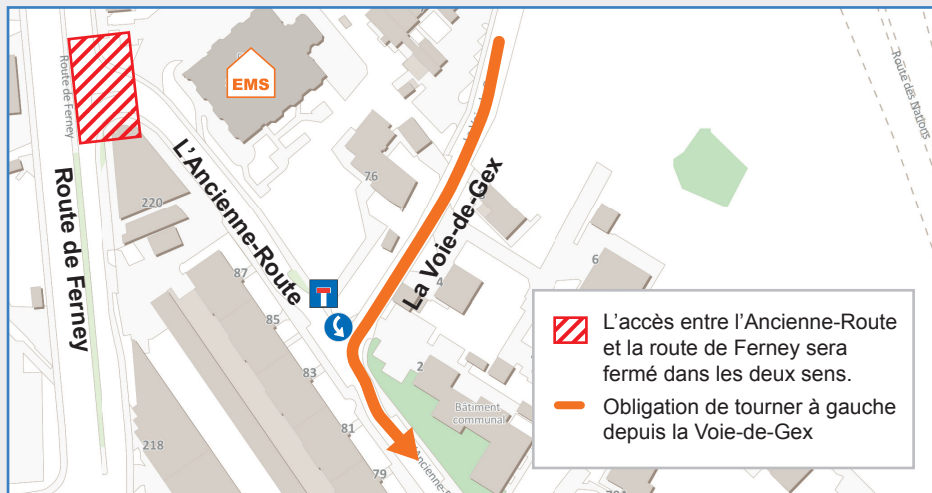 Route de Ferney
EMS
Route des Nations
L'Ancienne-Route
La Voie-de-Gex
Route de Ferney
76
220
87
85
83
81
79
218
4
6
2
Bâtiment
communal
L'accès entre l'Ancienne-Route
et la route de Ferney sera
fermé dans les deux sens.
Obligation de tourner à gauche
depuis la Voie-de-Gex